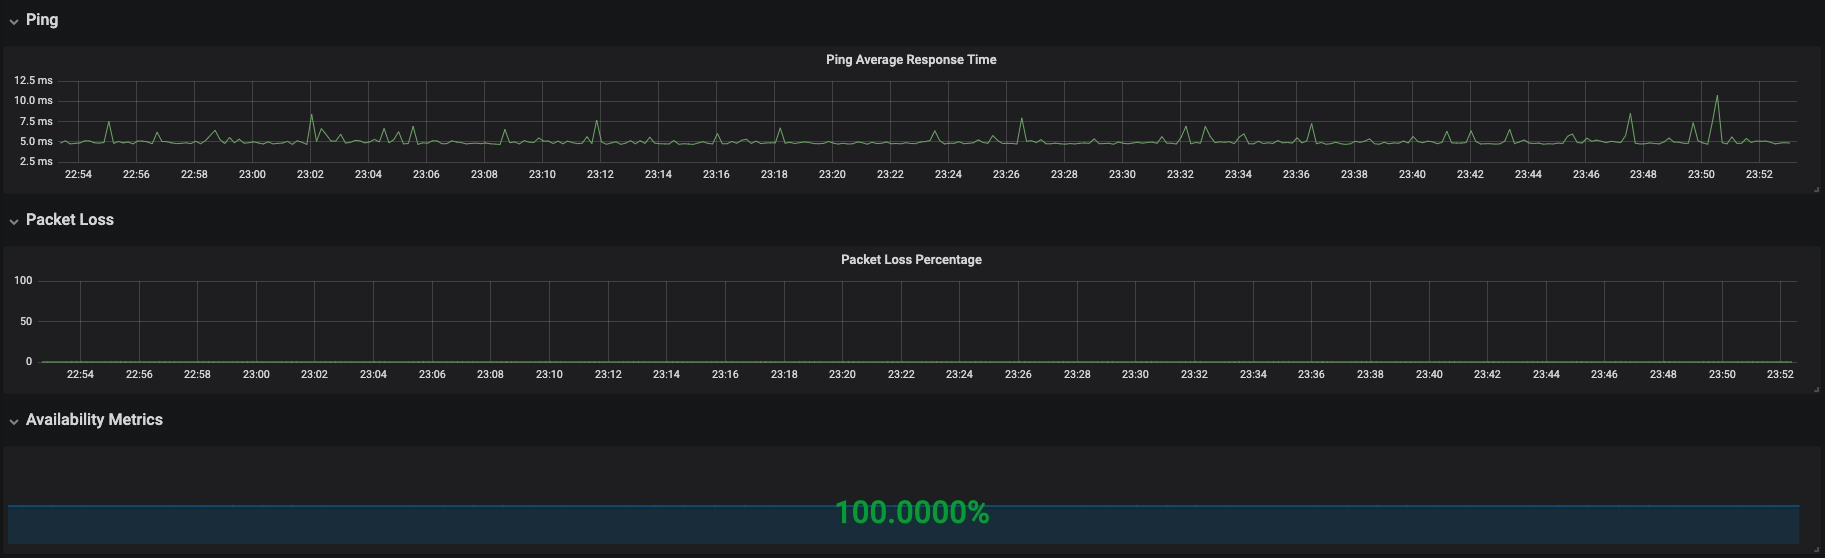 Ping
Ping Average Response Time
12.5 ms
10.0 ms
7.5 ms
5.0 ms
2.5 ms
22:54 22:56 22:58 23:00 23:02 23:04 23:06 23:08 23:10 23:12 23:14 23:16 23:18 23:20 23:22 23:24 23:26 23:28 23:30 23:32 23:34 23:36 23:38 23:40 23:42 23:44 23:46 23:48 23:50 23:52
Packet Loss
Packet Loss Percentage
100
50
0
22:54 22:56 22:58 23:00 23:02 23:04 23:06 23:08 23:10 23:12 23:14 23:16 23:18 23:20 23:22 23:24 23:26 23:28 23:30 23:32 23:34 23:36 23:38 23:40 23:42 23:44 23:46 23:48 23:50 23:52
Availability Metrics
100.0000%